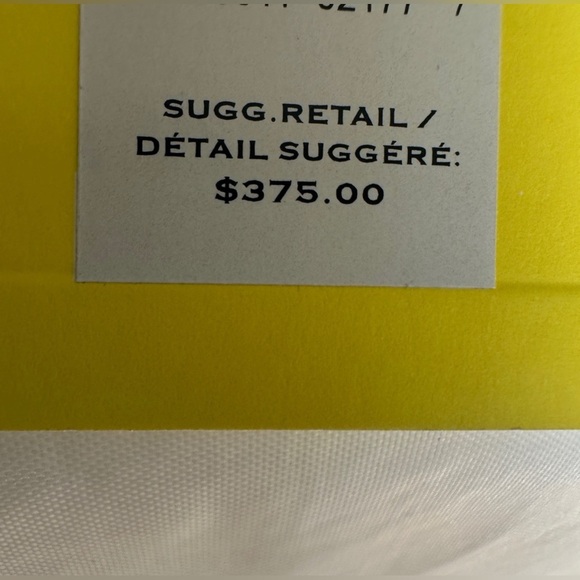 SUGG.RETAIL /
DÉTAIL SUGGÉRÉ:
$375.00